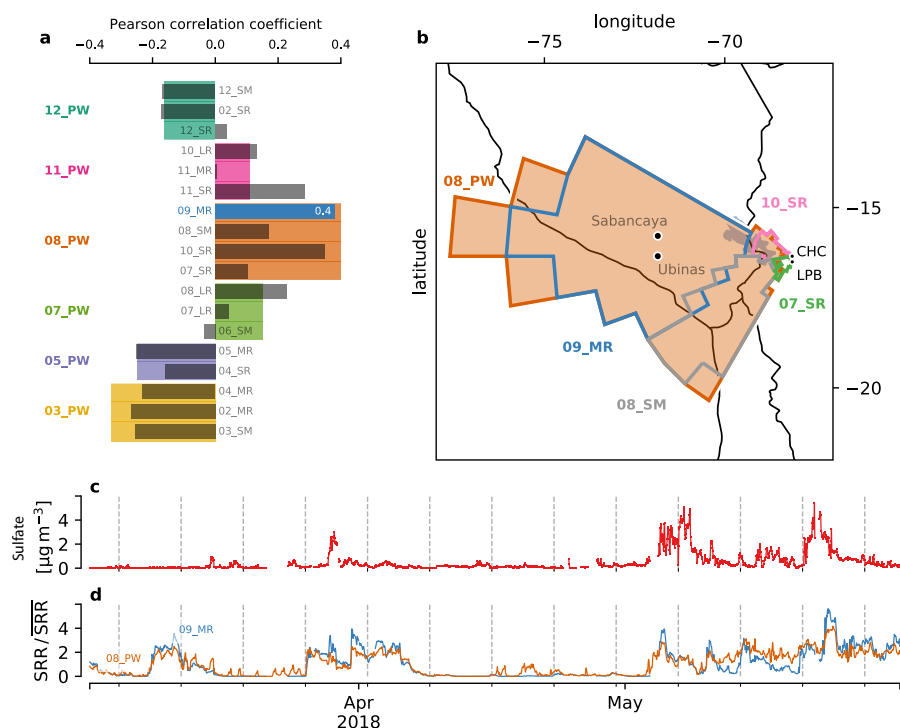 Pearson correlation coefficient
a
−0.4 −0.2 0.0 0.2 0.4
12_PW
12_SM
02_SR
12_SR
11_PW
10_LR
11_MR
11_SR
08_PW
09_MR 0.4
08_SM
10_SR
07_SR
07_PW
08_LR
07_LR
06_SM
05_PW
05_MR
04_SR
03_PW
04_MR
02_MR
03_SM
b
longitude
−75 −70
latitude
−15
−20
08_PW
10_SR
Sabancaya
CHC
Ubinas
LPB
07_SR
09_MR
08_SM
c
Sulfate
[µg m−3]
4
2
0
d
SRR / SRR
4
2
0
09_MR
08_PW
Apr
2018
May